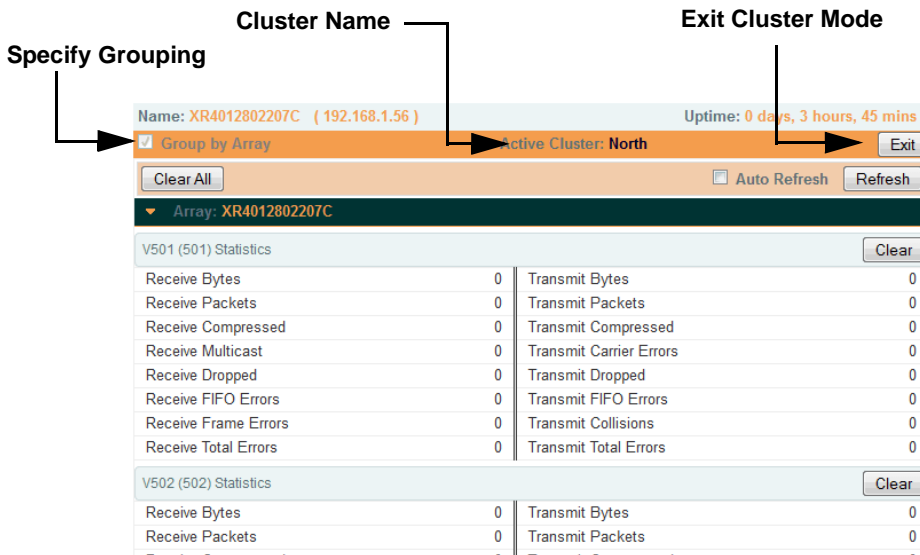 Cluster Name
Exit Cluster Mode
Specify Grouping
Name: XR4012802207C ( 192.168.1.56 ) Uptime: 0 days, 3 hours, 45 mins
Group by Array Active Cluster: North Exit
Clear All Auto Refresh Refresh
Array: XR4012802207C
V501 (501) Statistics Clear
Receive Bytes 0 Transmit Bytes 0
Receive Packets 0 Transmit Packets 0
Receive Compressed 0 Transmit Compressed 0
Receive Multicast 0 Transmit Carrier Errors 0
Receive Dropped 0 Transmit Dropped 0
Receive FIFO Errors 0 Transmit FIFO Errors 0
Receive Frame Errors 0 Transmit Collisions 0
Receive Total Errors 0 Transmit Total Errors 0
V502 (502) Statistics Clear
Receive Bytes 0 Transmit Bytes 0
Receive Packets 0 Transmit Packets 0